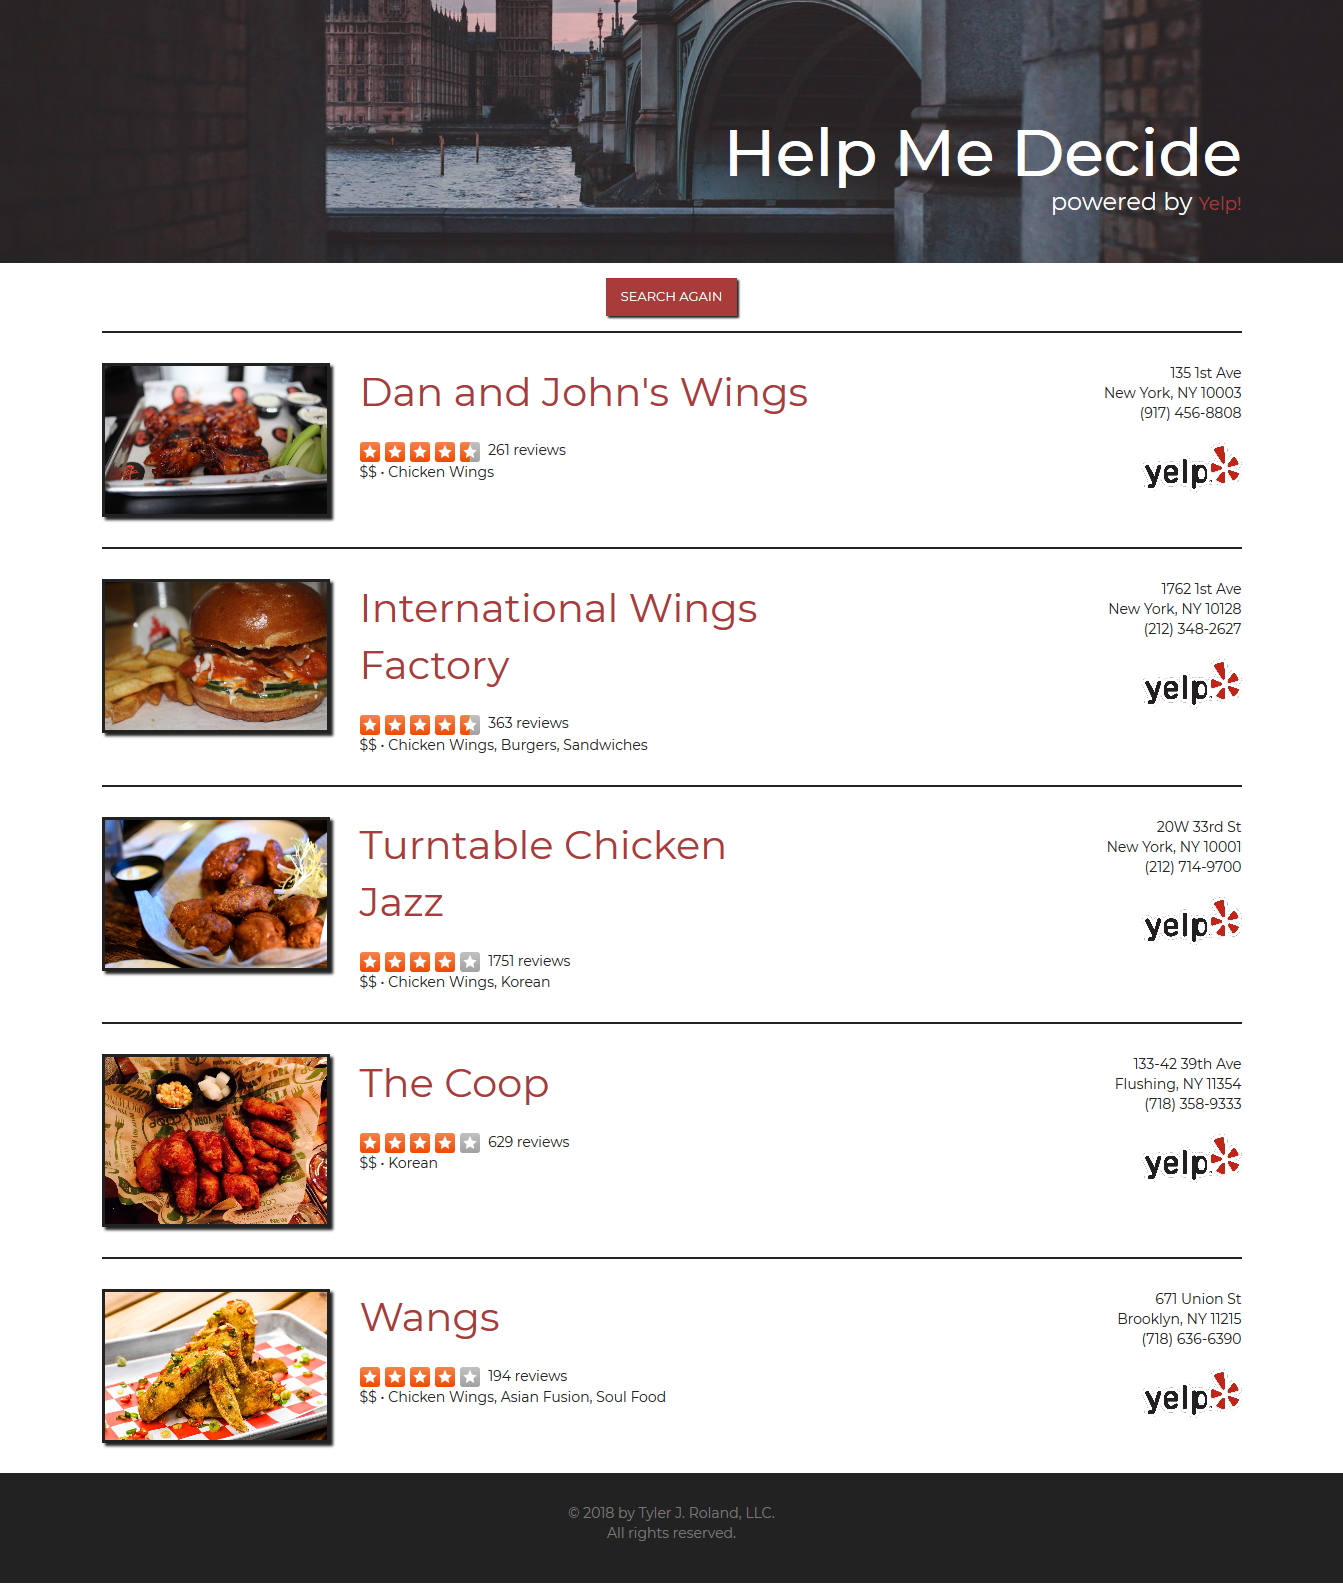 Help Me Decide
powered by Yelp!
SEARCH AGAIN
Dan and John's Wings
261 reviews
$$ • Chicken Wings
135 1st Ave
New York, NY 10003
(917) 456-8808
yelp
International Wings
Factory
363 reviews
$$ • Chicken Wings, Burgers, Sandwiches
1762 1st Ave
New York, NY 10128
(212) 348-2627
yelp
Turntable Chicken
Jazz
1751 reviews
$$ • Chicken Wings, Korean
20W 33rd St
New York, NY 10001
(212) 714-9700
yelp
The Coop
629 reviews
$$ • Korean
133-42 39th Ave
Flushing, NY 11354
(718) 358-9333
yelp
Wangs
194 reviews
$$ • Chicken Wings, Asian Fusion, Soul Food
671 Union St
Brooklyn, NY 11215
(718) 636-6390
yelp
© 2018 by Tyler J. Roland, LLC.
All rights reserved.